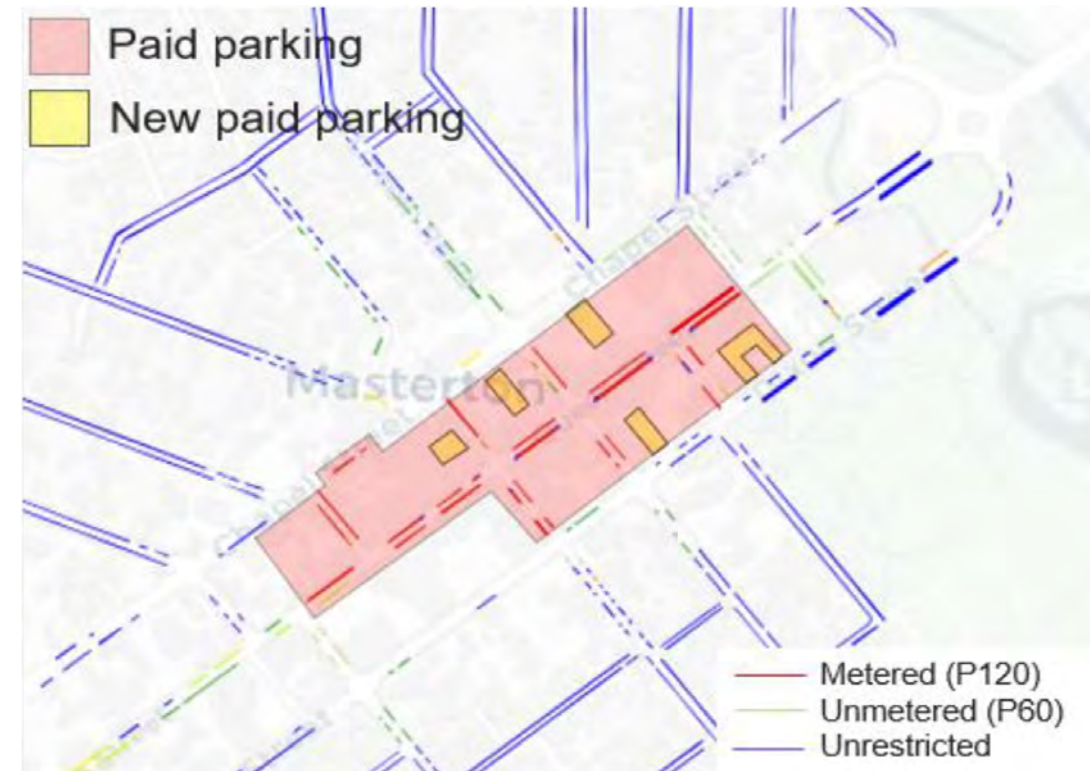 Paid parking
New paid parking
Chapel Street
Masterton
Metered (P120)
Unmetered (P60)
Unrestricted